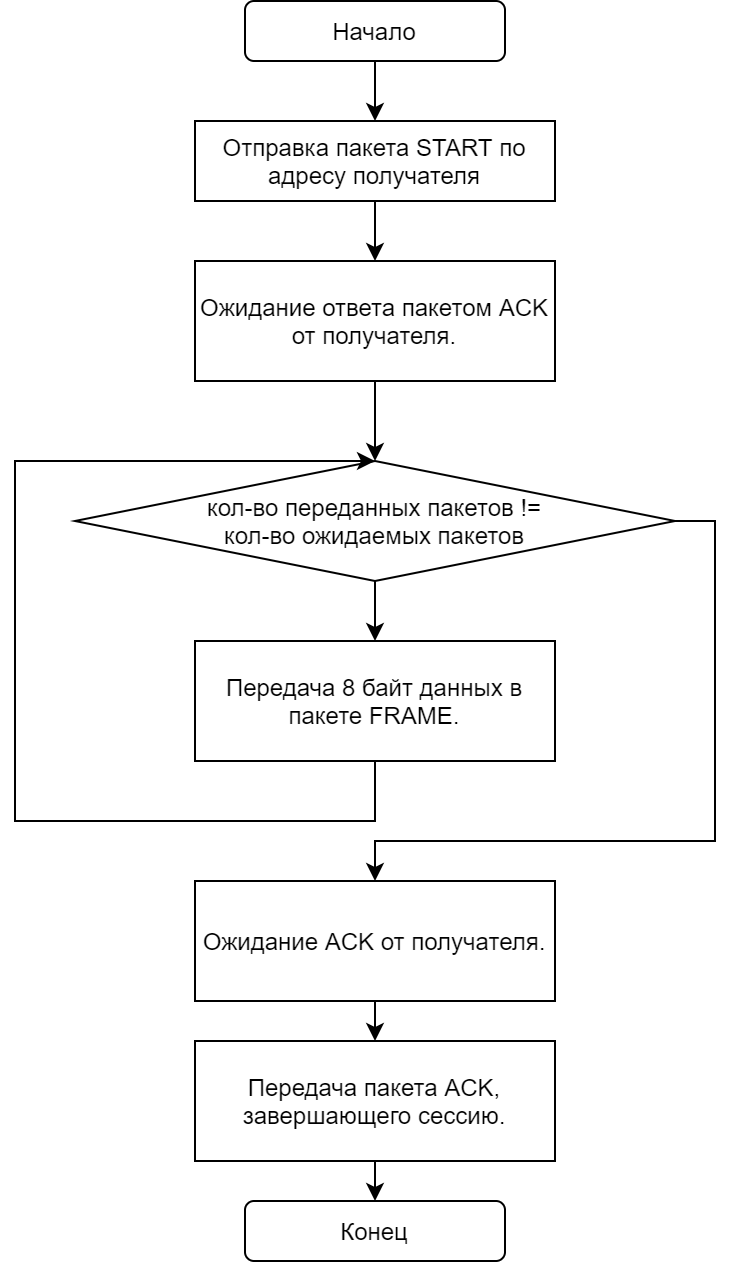 Начало
Отправка пакета START по
адресу получателя
Ожидание ответа пакетом ACK
от получателя.
кол-во переданных пакетов !=
кол-во ожидаемых пакетов
Передача 8 байт данных в
пакете FRAME.
Ожидание ACK от получателя.
Передача пакета ACK,
завершающего сессию.
Конец